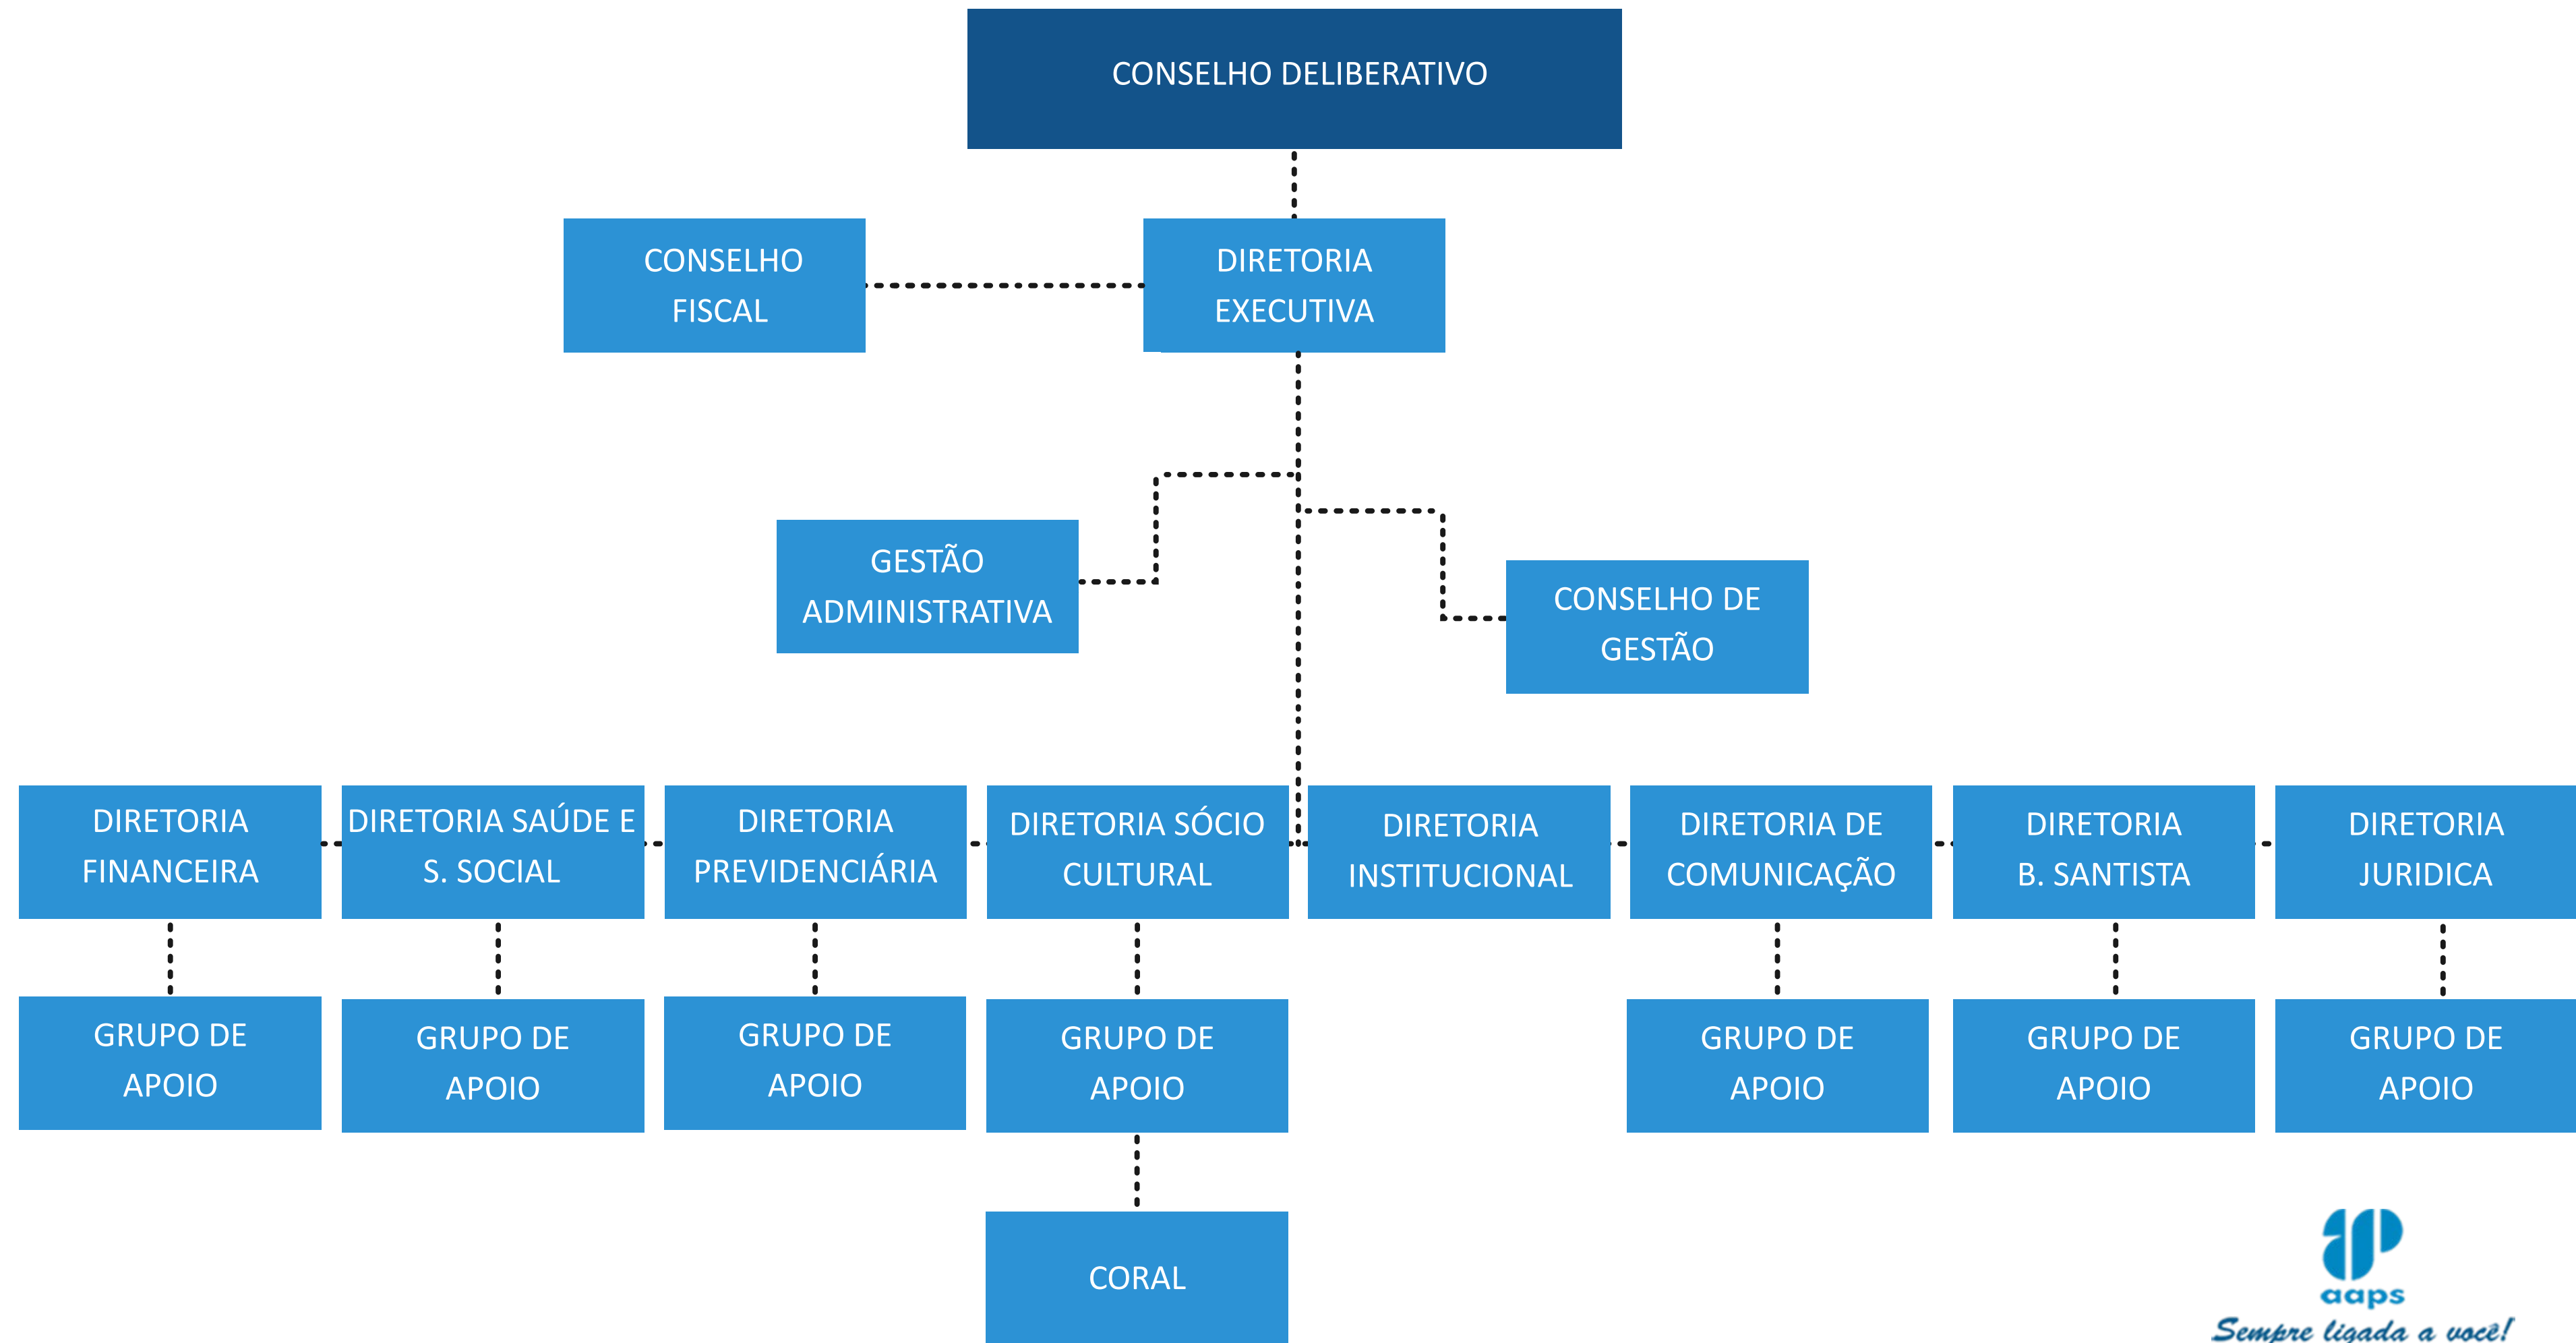 CONSELHO DELIBERATIVO
CONSELHO
FISCAL
DIRETORIA
EXECUTIVA
GESTÃO
ADMINISTRATIVA
CONSELHO DE
GESTÃO
DIRETORIA
FINANCEIRA
DIRETORIA SAÚDE E
S. SOCIAL
DIRETORIA
PREVIDENCIÁRIA
DIRETORIA SÓCIO
CULTURAL
DIRETORIA
INSTITUCIONAL
DIRETORIA DE
COMUNICAÇÃO
DIRETORIA
B. SANTISTA
DIRETORIA
JURIDICA
GRUPO DE
APOIO
GRUPO DE
APOIO
GRUPO DE
APOIO
GRUPO DE
APOIO
GRUPO DE
APOIO
GRUPO DE
APOIO
GRUPO DE
APOIO
CORAL
aaps
Sempre ligada a você!